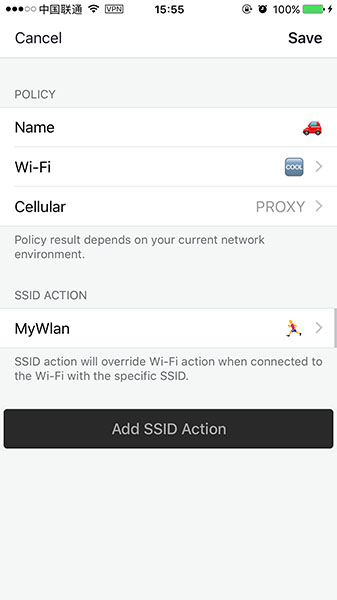 中国联通 VPN 15:55 100%
Cancel Save
POLICY
Name 🚗
Wi-Fi 🆒
Cellular PROXY
Policy result depends on your current network
environment.
SSID ACTION
MyWlan 🏃
SSID action will override Wi-Fi action when connected to
the Wi-Fi with the specific SSID.
Add SSID Action